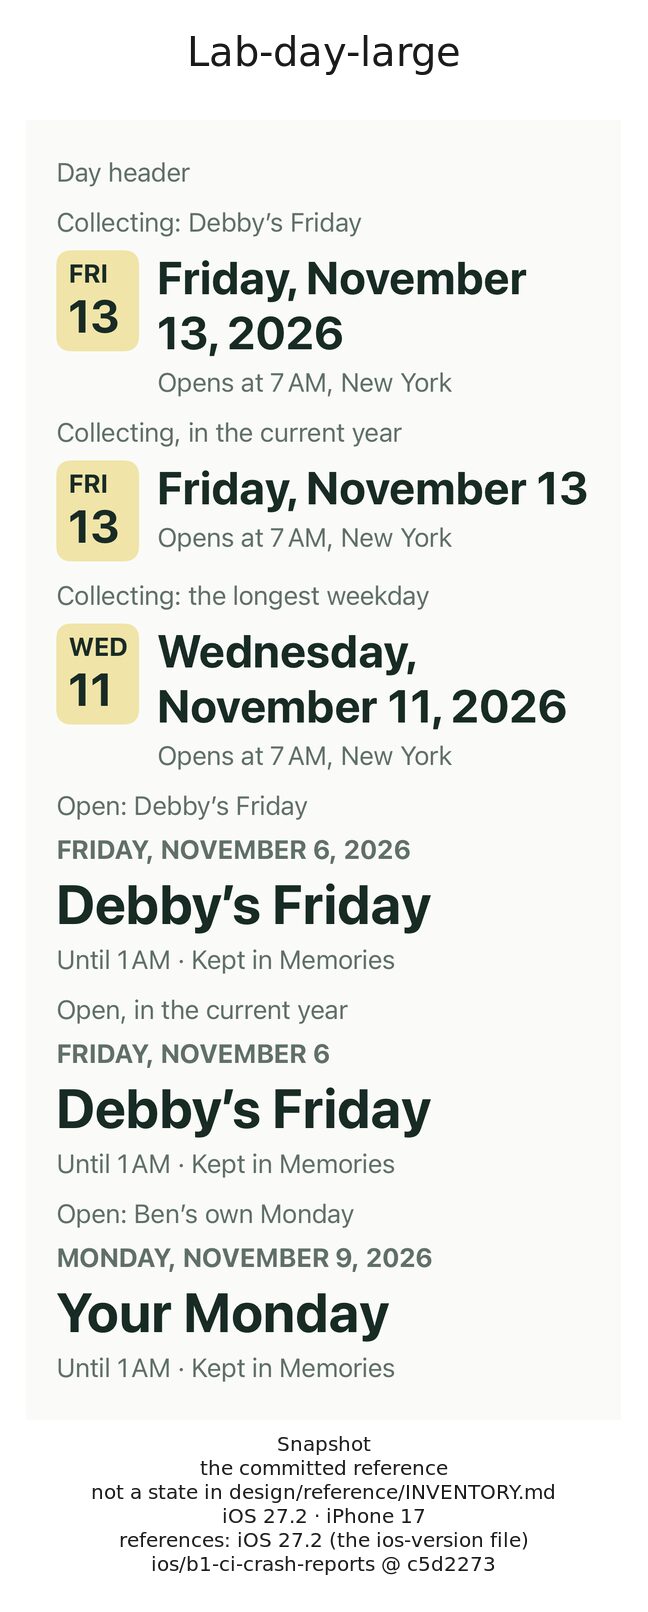 Lab-day-large
Day header
Collecting: Debby’s Friday
FRI
13
Friday, November
13, 2026
Opens at 7 AM, New York
Collecting, in the current year
FRI
13
Friday, November 13
Opens at 7 AM, New York
Collecting: the longest weekday
WED
11
Wednesday,
November 11, 2026
Opens at 7 AM, New York
Open: Debby’s Friday
FRIDAY, NOVEMBER 6, 2026
Debby’s Friday
Until 1 AM · Kept in Memories
Open, in the current year
FRIDAY, NOVEMBER 6
Debby’s Friday
Until 1 AM · Kept in Memories
Open: Ben’s own Monday
MONDAY, NOVEMBER 9, 2026
Your Monday
Until 1 AM · Kept in Memories
Snapshot
the committed reference
not a state in design/reference/INVENTORY.md
iOS 27.2 · iPhone 17
references: iOS 27.2 (the ios-version file)
ios/b1-ci-crash-reports @ c5d2273